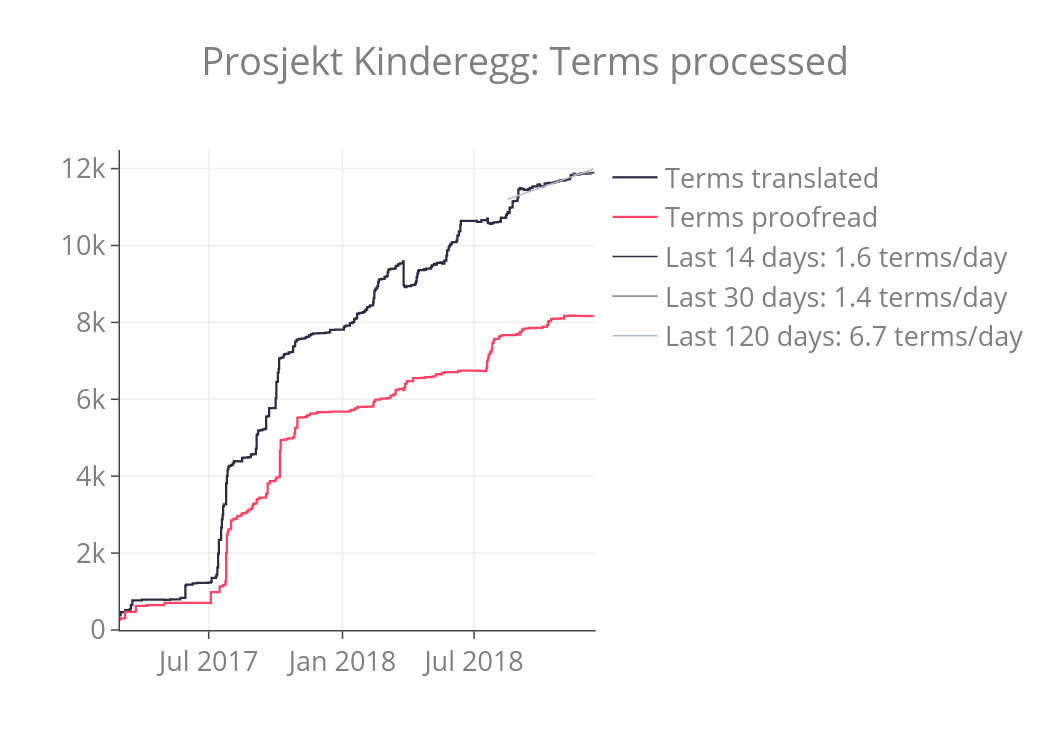 Prosjekt Kinderegg: Terms processed
12k
10k
8k
6k
4k
2k
0
Jul 2017
Jan 2018
Jul 2018
Terms translated
Terms proofread
Last 14 days: 1.6 terms/day
Last 30 days: 1.4 terms/day
Last 120 days: 6.7 terms/day